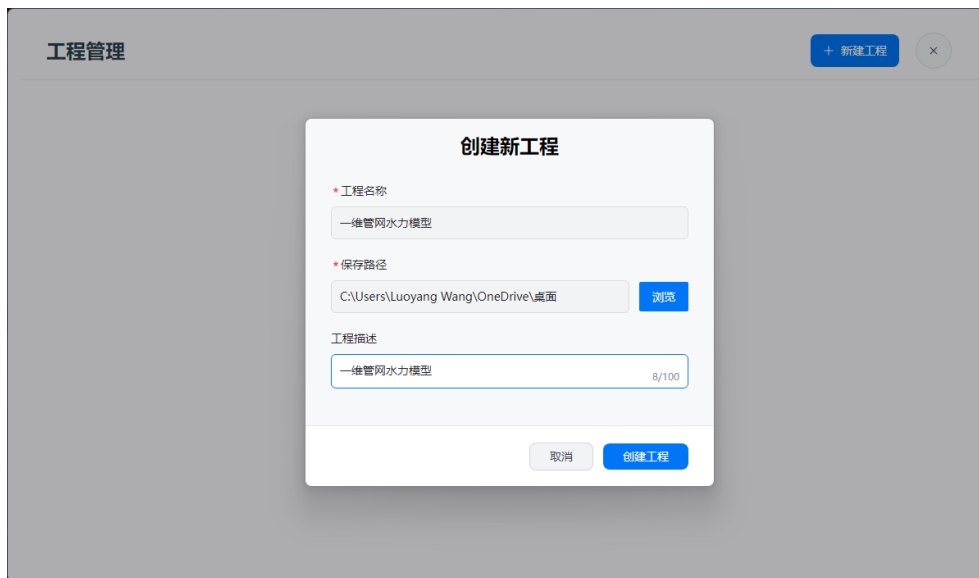 工程管理
+ 新建工程
×
创建新工程
* 工程名称
一维管网水力模型
* 保存路径
C:\Users\Luoyang Wang\OneDrive\桌面
浏览
工程描述
一维管网水力模型
8/100
取消
创建工程